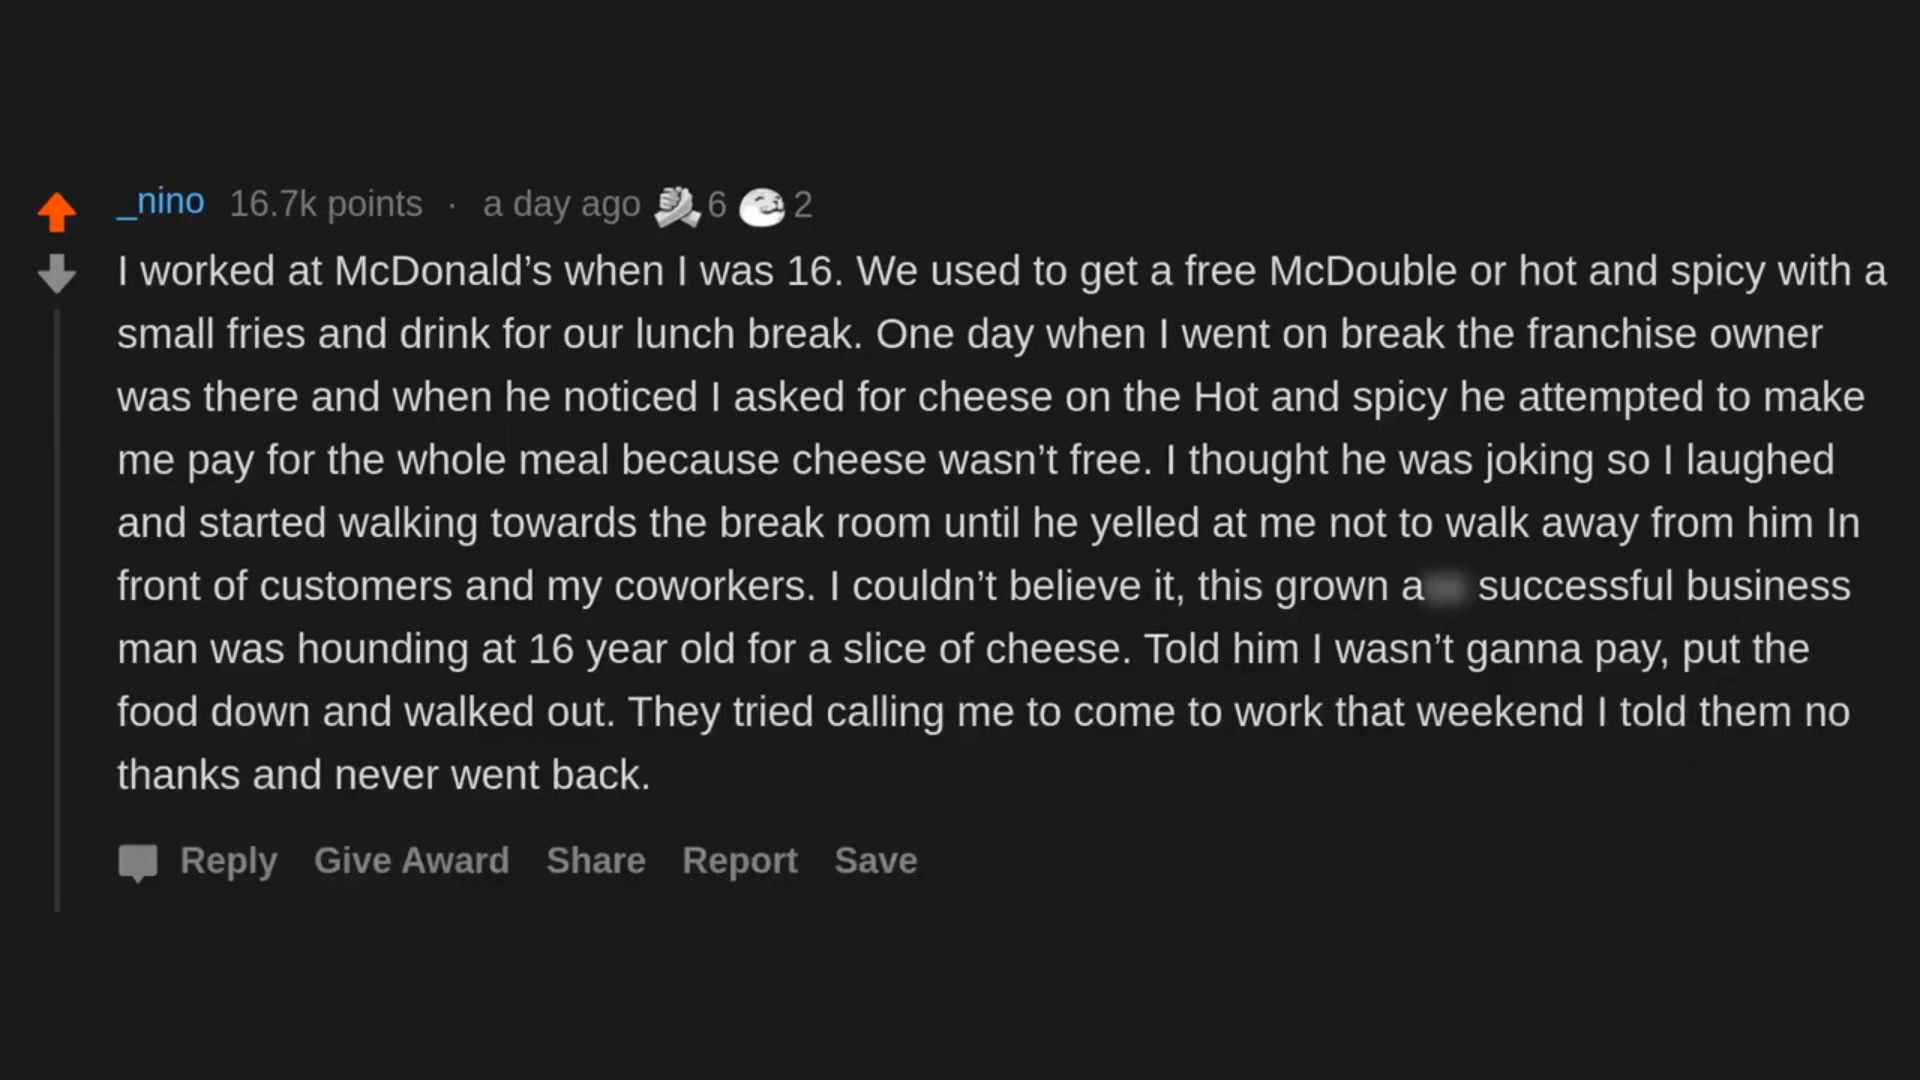 _nino 16.7k points · a day ago 6 2
I worked at McDonald’s when I was 16. We used to get a free McDouble or hot and spicy with a
small fries and drink for our lunch break. One day when I went on break the franchise owner
was there and when he noticed I asked for cheese on the Hot and spicy he attempted to make
me pay for the whole meal because cheese wasn’t free. I thought he was joking so I laughed
and started walking towards the break room until he yelled at me not to walk away from him In
front of customers and my coworkers. I couldn’t believe it, this grown a successful business
man was hounding at 16 year old for a slice of cheese. Told him I wasn’t ganna pay, put the
food down and walked out. They tried calling me to come to work that weekend I told them no
thanks and never went back.
Reply Give Award Share Report Save